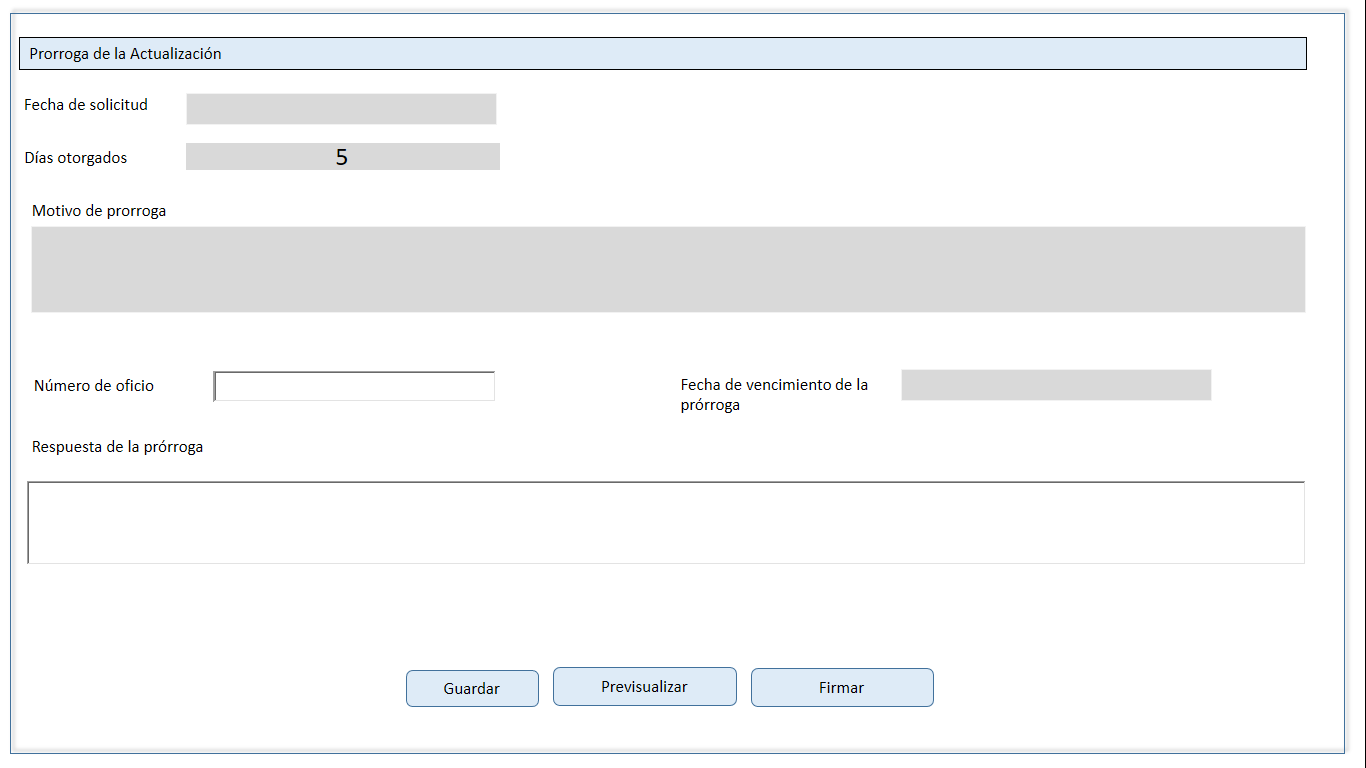 Prorroga de la Actualización
Fecha de solicitud
Días otorgados
5
Motivo de prorroga
Número de oficio
Fecha de vencimiento de la
prórroga
Respuesta de la prórroga
Guardar
Previsualizar
Firmar